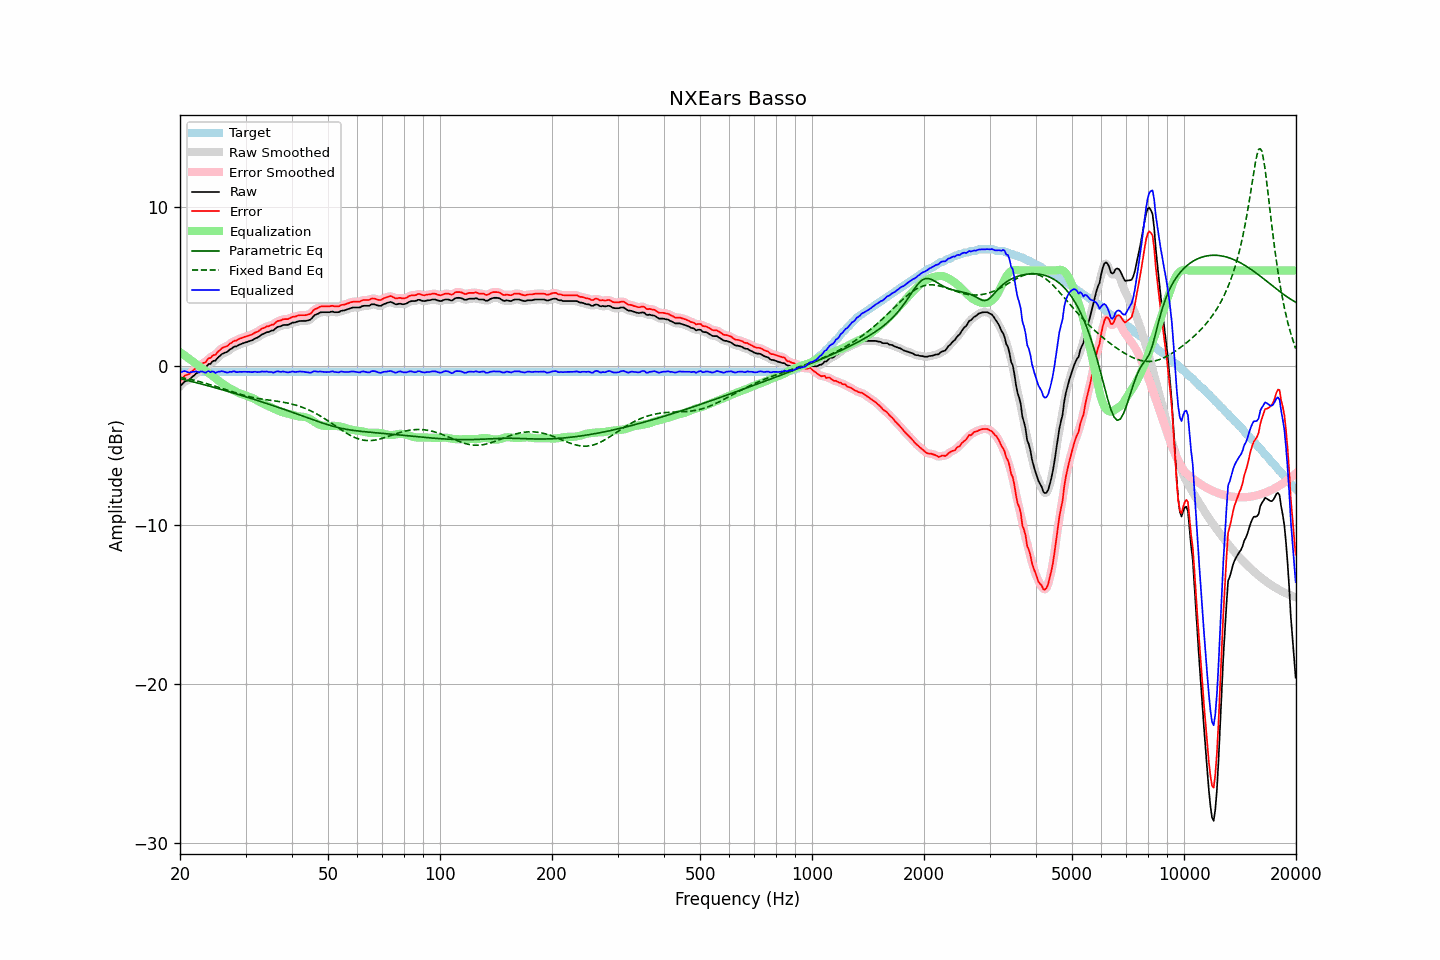 NXEars Basso
Target
Raw Smoothed
Error Smoothed
Raw
Error
Equalization
Parametric Eq
Fixed Band Eq
Equalized
10
0
−10
−20
−30
Amplitude (dBr)
20 50 100 200 500 1000 2000 5000 10000 20000
Frequency (Hz)